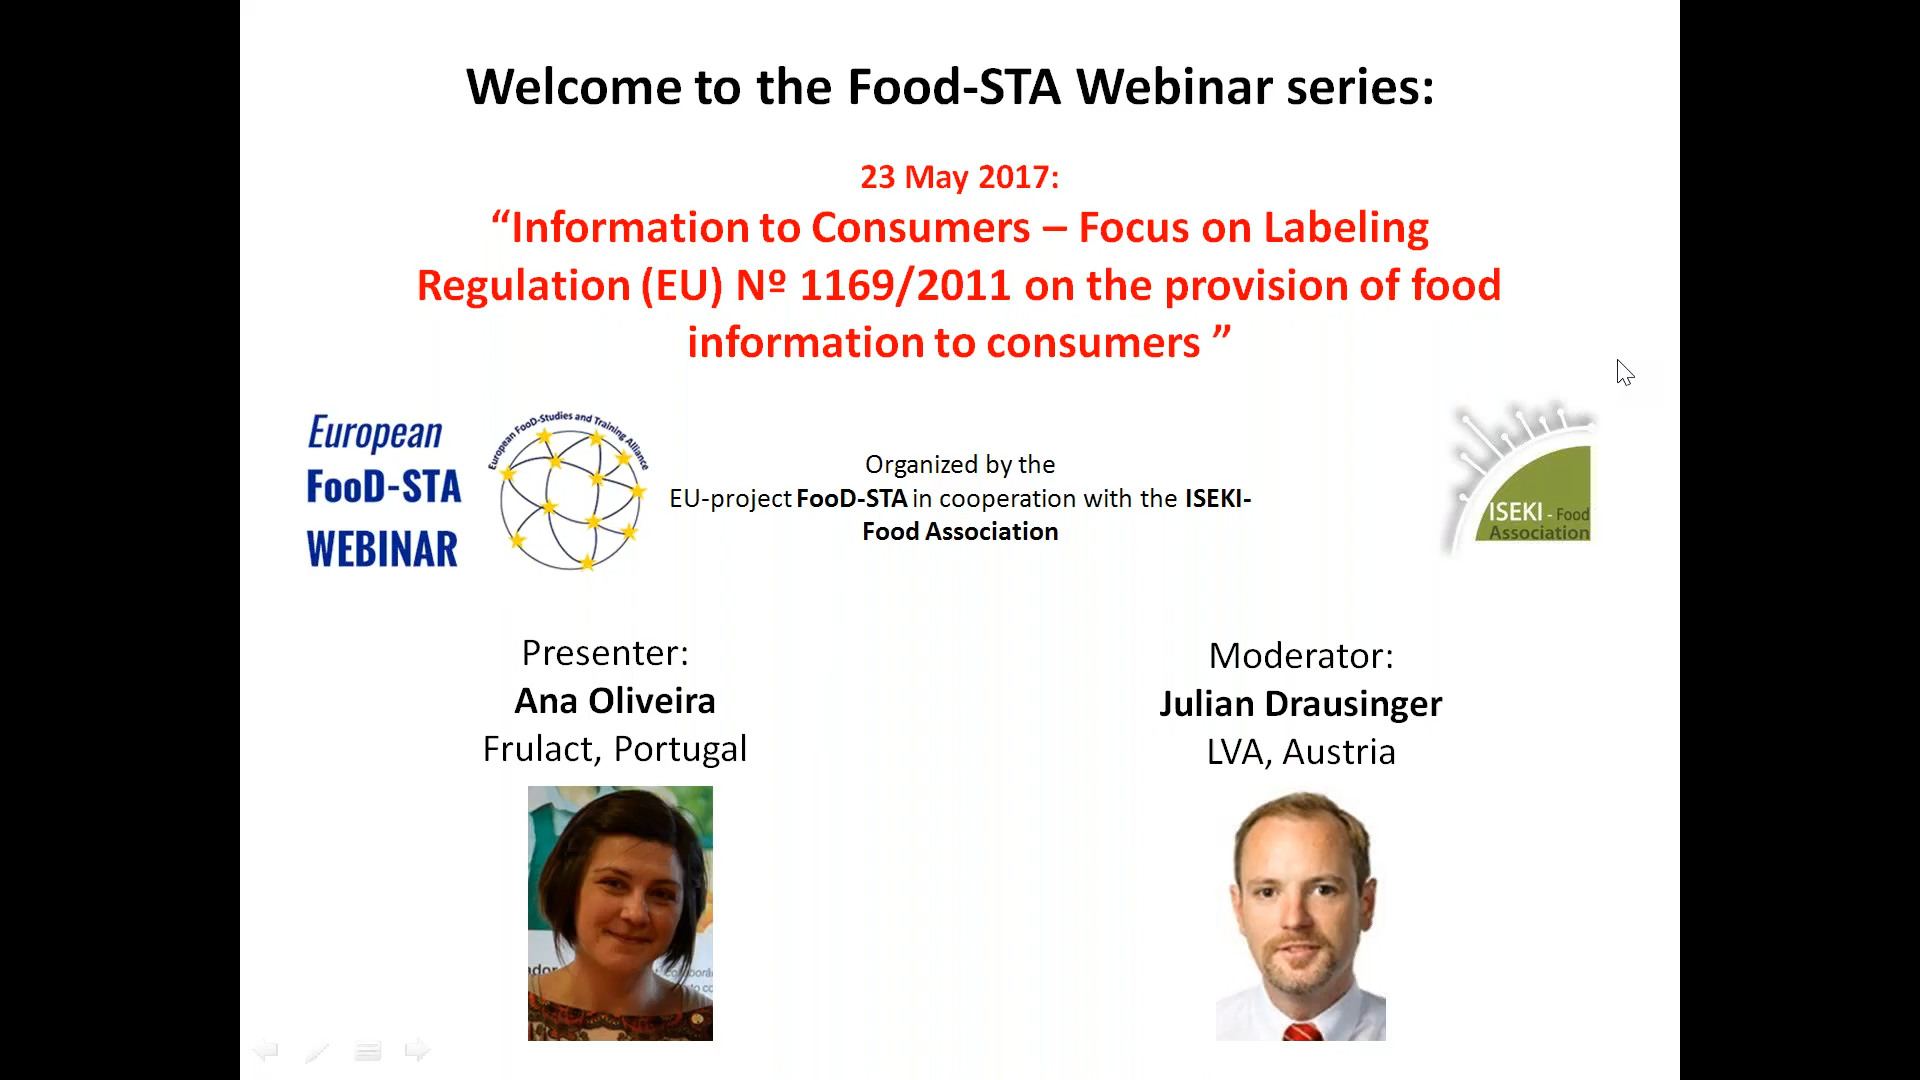 Welcome to the Food-STA Webinar series:
23 May 2017:
“Information to Consumers – Focus on Labeling
Regulation (EU) Nº 1169/2011 on the provision of food
information to consumers ”
European
FooD-STA
WEBINAR
European FooD-Studies and Training Alliance
Organized by the
EU-project FooD-STA in cooperation with the ISEKI-
Food Association
ISEKI - Food
Association
Presenter:
Ana Oliveira
Frulact, Portugal
Moderator:
Julian Drausinger
LVA, Austria